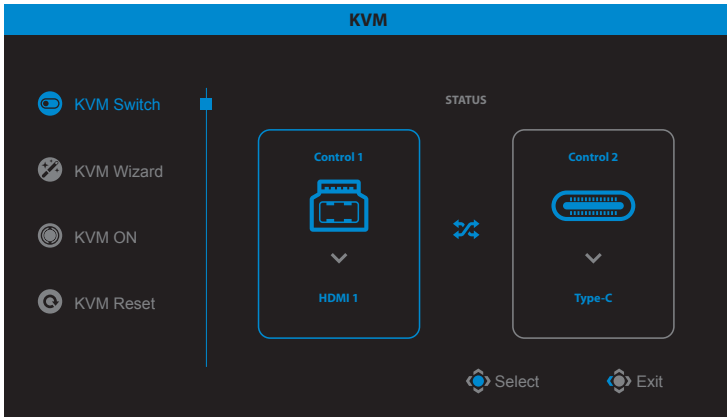 KVM
KVM Switch
KVM Wizard
KVM ON
KVM Reset
STATUS
Control 1
HDMI 1
Control 2
Type-C
Select
Exit